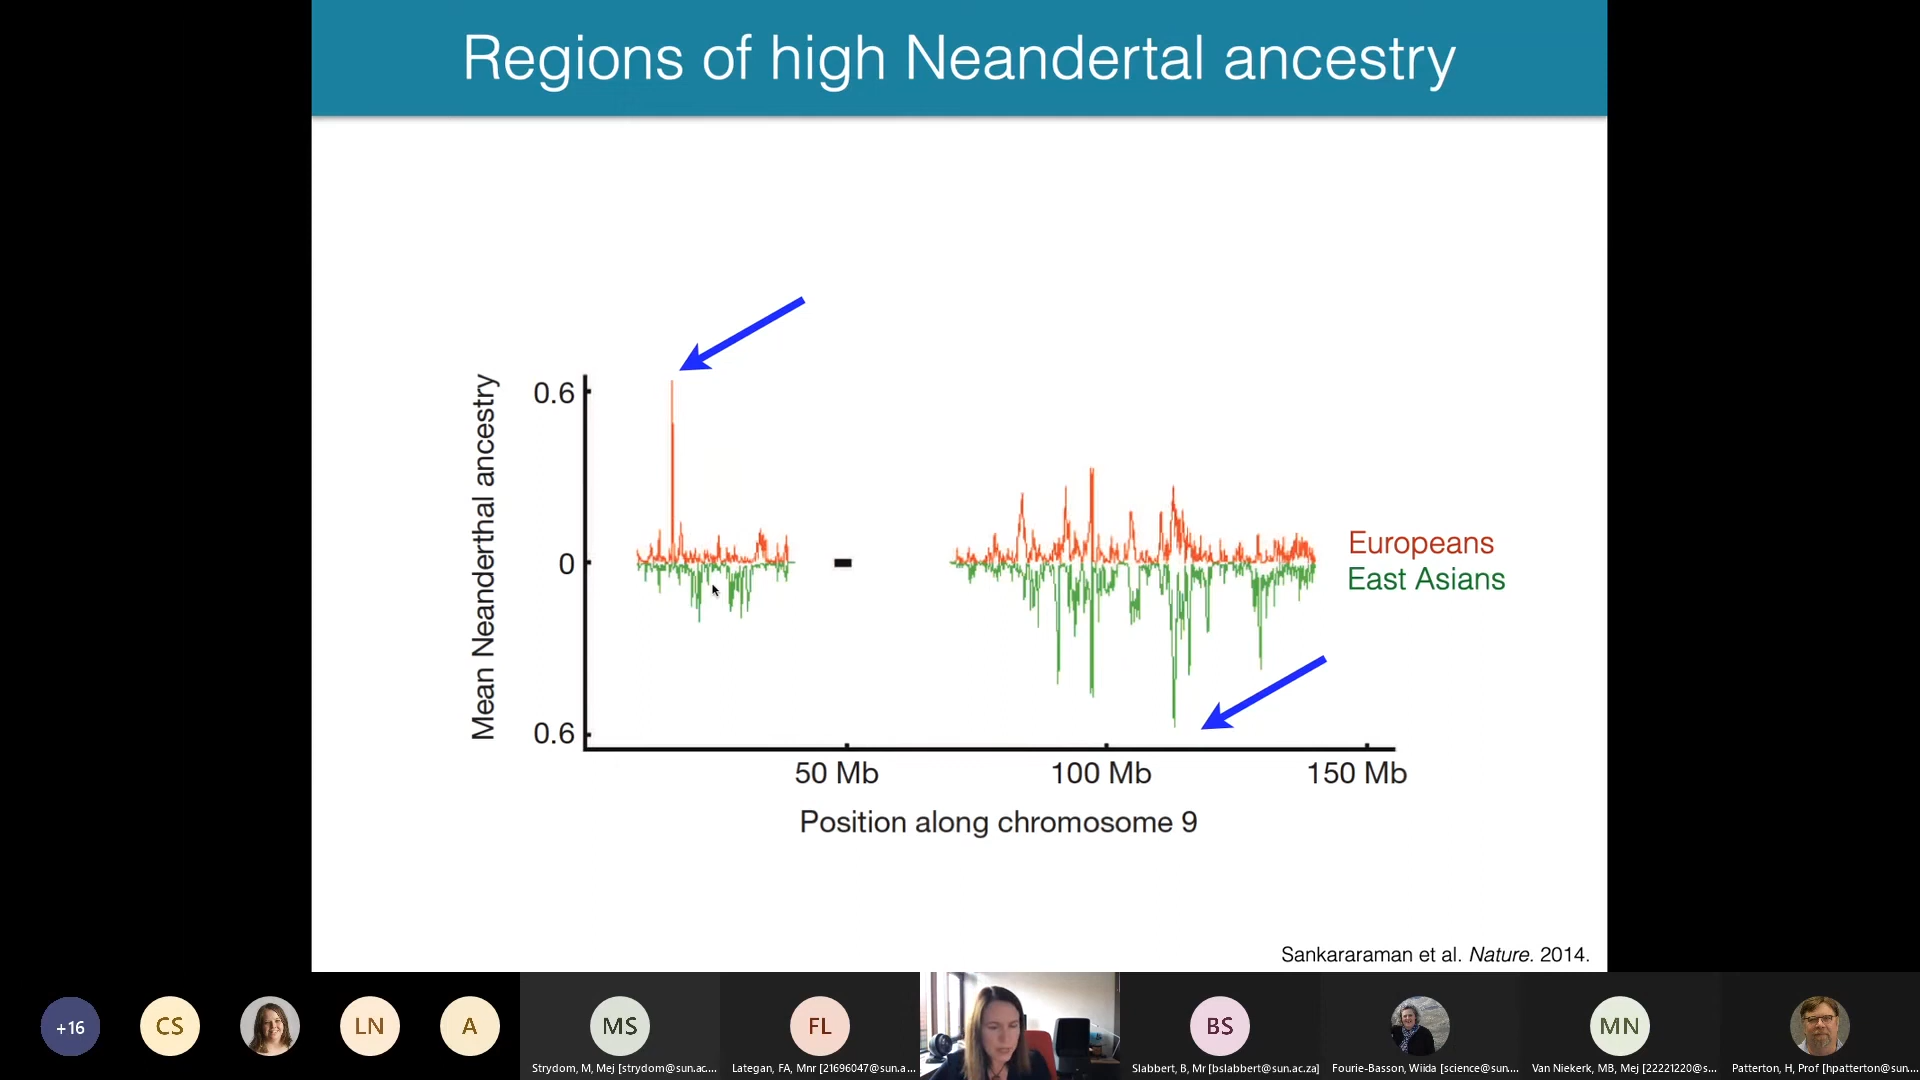 Regions of high Neandertal ancestry
Mean Neanderthal ancestry
0.6
0
0.6
Europeans
East Asians
50 Mb
100 Mb
150 Mb
Position along chromosome 9
Sankararaman et al. Nature. 2014.
+16
CS
LN
A
MS
FL
BS
MN
Strydom, M, Mej [strydom@sun.ac....
Lategan, FA, Mnr [21696047@sun.a...
Slabbert, B, Mr [bslabbert@sun.ac.za]
Fourie-Basson, Wiida [science@sun....
Van Niekerk, MB, Mej [22221220@s...
Patterton, H, Prof [hpatterton@sun....